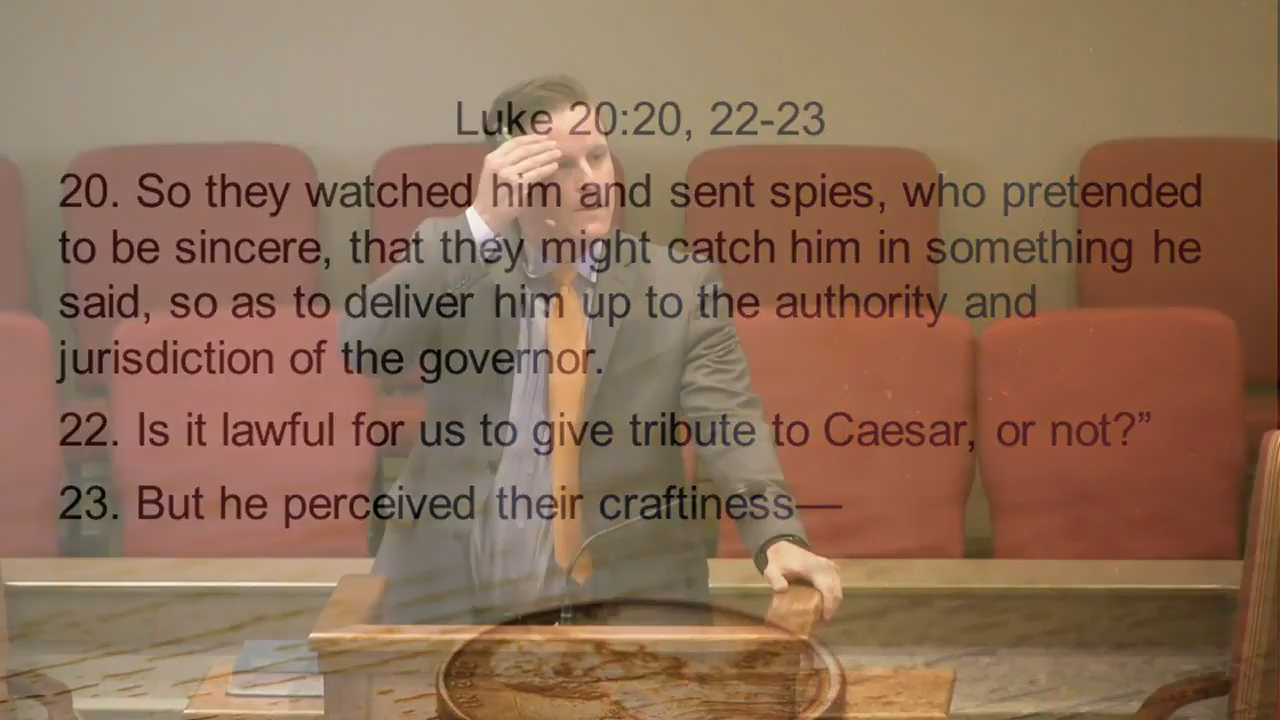 Luke 20:20, 22-23
20. So they watched him and sent spies, who pretended
to be sincere, that they might catch him in something he
said, so as to deliver him up to the authority and
jurisdiction of the governor.
22. Is it lawful for us to give tribute to Caesar, or not?”
23. But he perceived their craftiness—